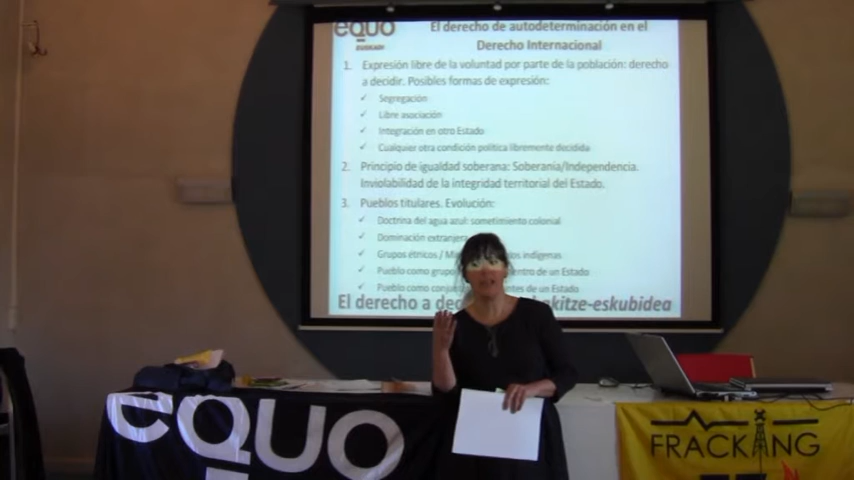 equo
EUSKADI
El derecho de autodeterminación en el
Derecho Internacional
1. Expresión libre de la voluntad por parte de la población: derecho
a decidir. Posibles formas de expresión:
✓ Segregación
✓ Libre asociación
✓ Integración en otro Estado
✓ Cualquier otra condición política libremente decidida
2. Principio de igualdad soberana: Soberanía/Independencia.
Inviolabilidad de la integridad territorial del Estado.
3. Pueblos titulares. Evolución:
✓ Doctrina del agua azul: sometimiento colonial
✓ Dominación extranjera
✓ Grupos étnicos / indígenas
✓ Pueblo como grupo dentro de un Estado
✓ Pueblo como de un Estado
El derecho a akitze-eskubidea
equo
FRACKING